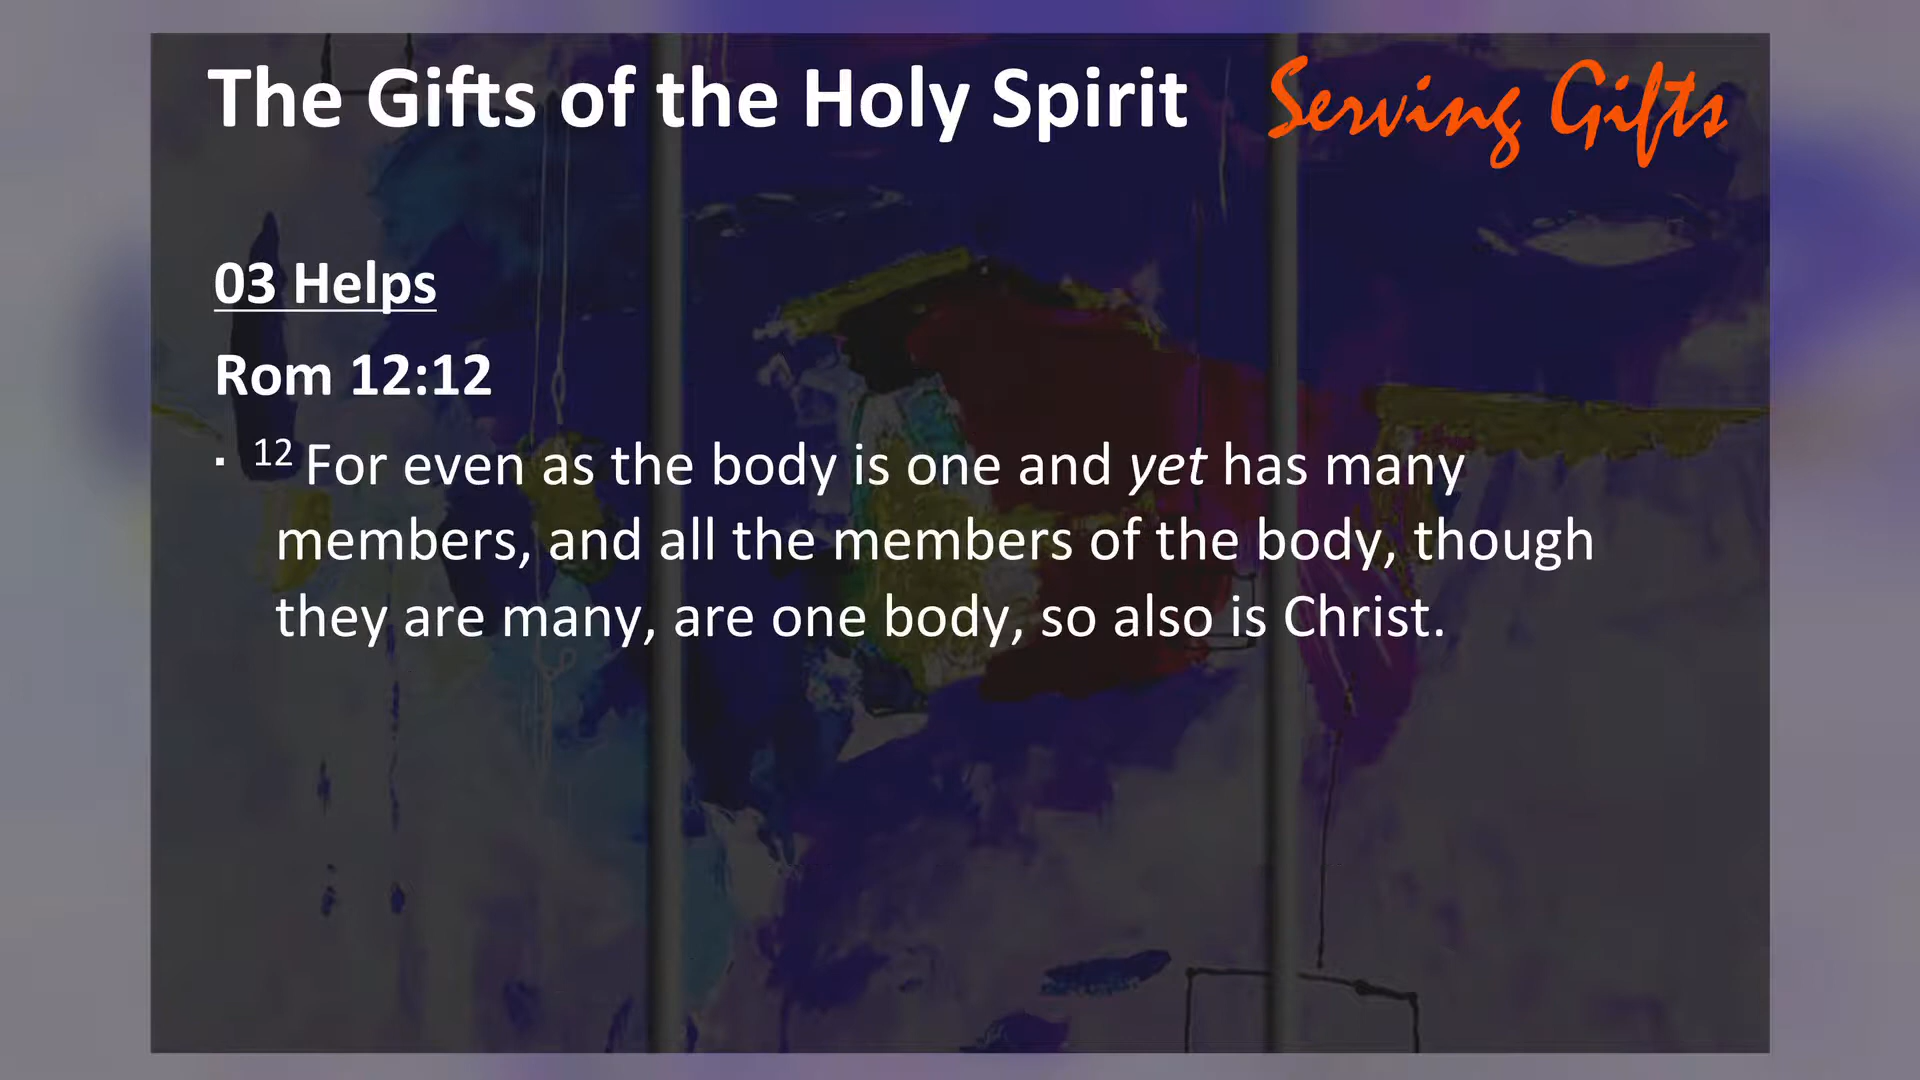 The Gifts of the Holy Spirit Serving Gifts
03 Helps
Rom 12:12
▪ 12 For even as the body is one and yet has many
members, and all the members of the body, though
they are many, are one body, so also is Christ.